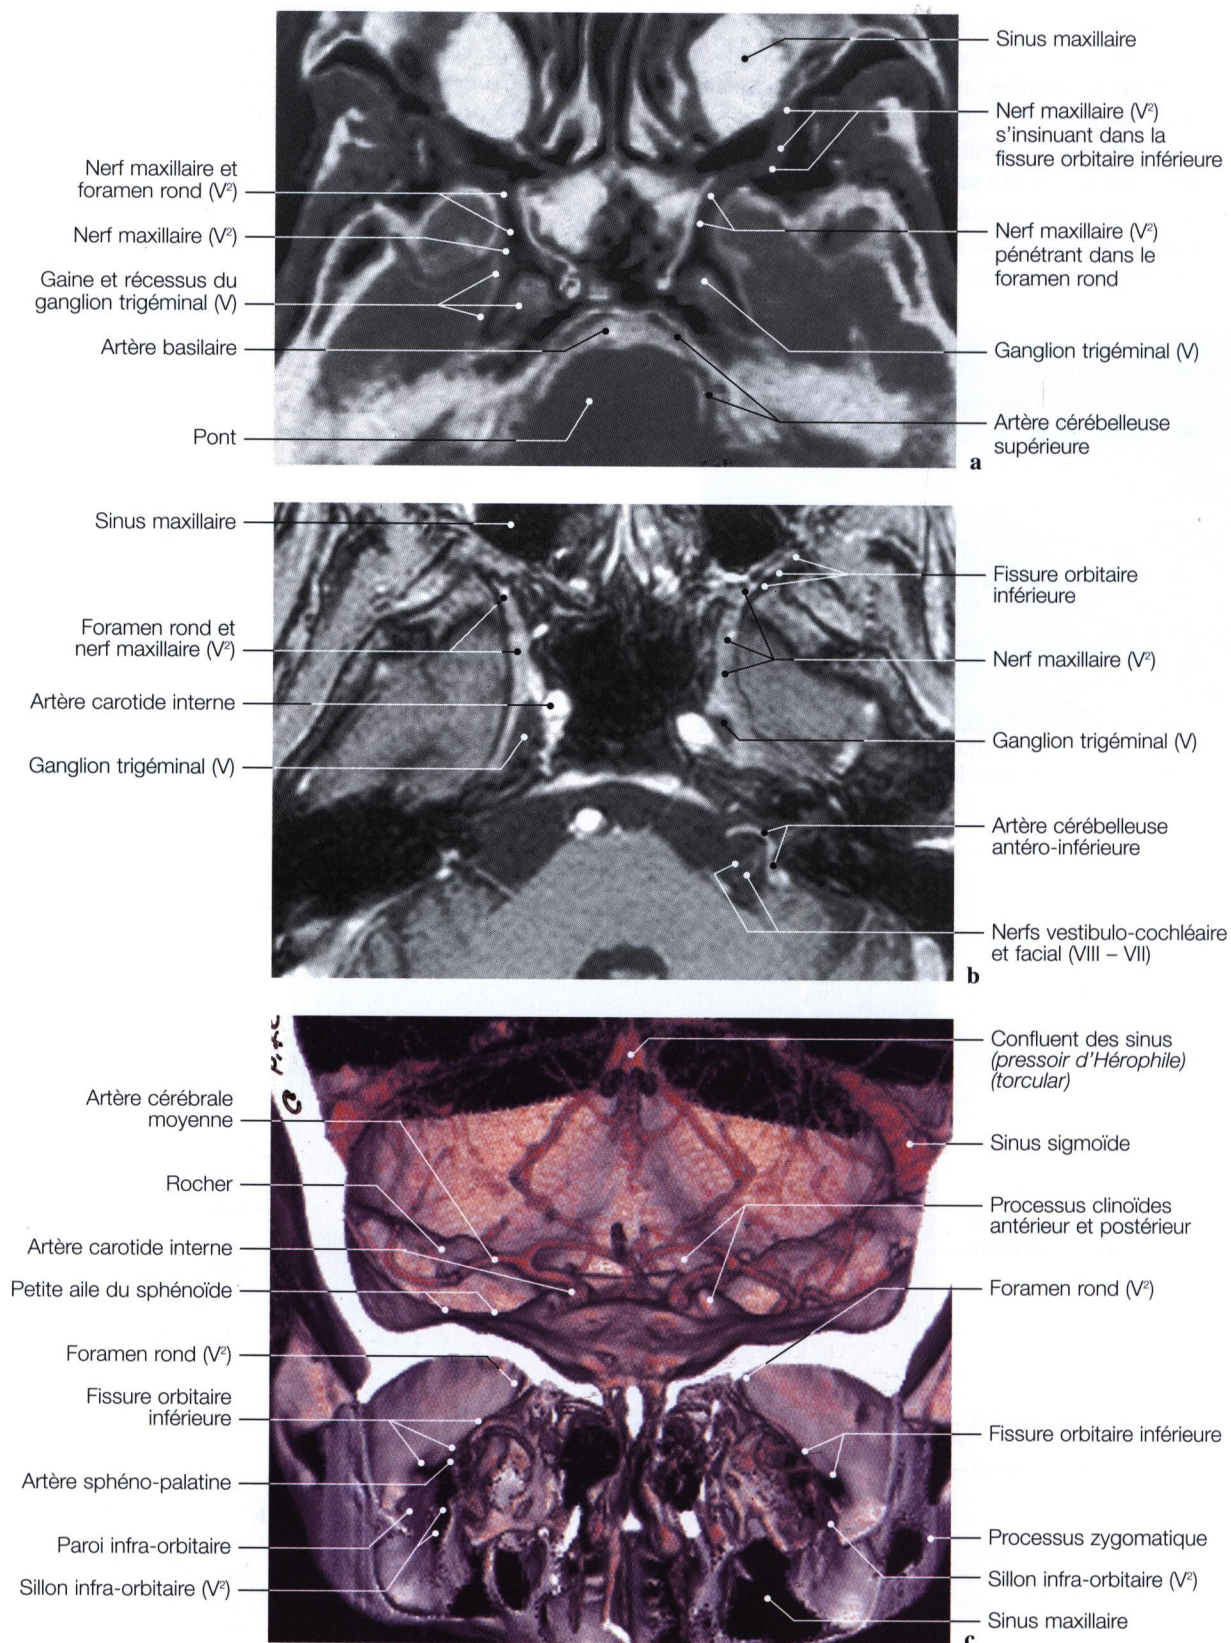 Sinus maxillaire
Nerf maxillaire (V²)
s'insinuant dans la
fissure orbitaire inférieure
Nerf maxillaire et
foramen rond (V²)
Nerf maxillaire (V²)
Gaine et récessus du
ganglion trigéminal (V)
Artère basilaire
Pont
Nerf maxillaire (V²)
pénétrant dans le
foramen rond
Ganglion trigéminal (V)
Artère cérébelleuse
supérieure
a
Sinus maxillaire
Foramen rond et
nerf maxillaire (V²)
Artère carotide interne
Ganglion trigéminal (V)
Fissure orbitaire
inférieure
Nerf maxillaire (V²)
Ganglion trigéminal (V)
Artère cérébelleuse
antéro-inférieure
Nerfs vestibulo-cochléaire
et facial (VIII – VII)
b
Artère cérébrale
moyenne
Rocher
Artère carotide interne
Petite aile du sphénoïde
Foramen rond (V²)
Fissure orbitaire
inférieure
Artère sphéno-palatine
Paroi infra-orbitaire
Sillon infra-orbitaire (V²)
Confluent des sinus
(pressoir d'Hérophile)
(torcular)
Sinus sigmoïde
Processus clinoïdes
antérieur et postérieur
Foramen rond (V²)
Fissure orbitaire inférieure
Processus zygomatique
Sillon infra-orbitaire (V²)
Sinus maxillaire
c